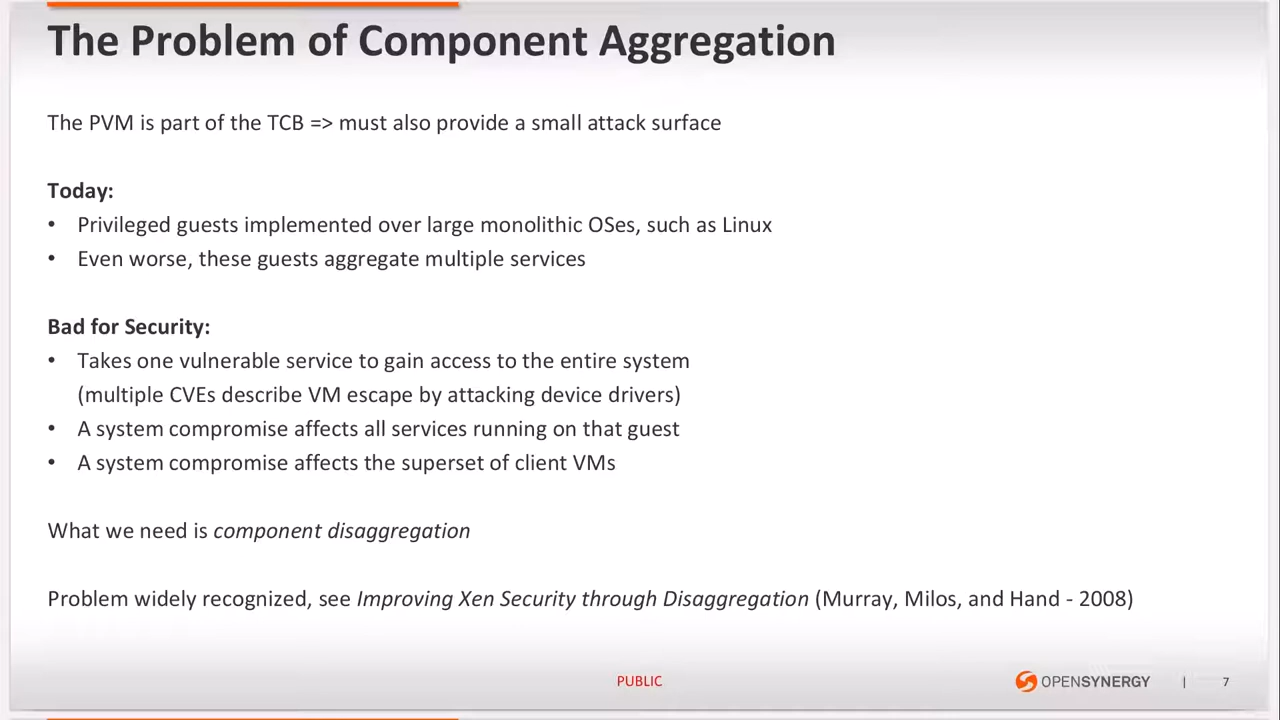 The Problem of Component Aggregation
The PVM is part of the TCB => must also provide a small attack surface
Today:
• Privileged guests implemented over large monolithic OSes, such as Linux
• Even worse, these guests aggregate multiple services
Bad for Security:
• Takes one vulnerable service to gain access to the entire system
(multiple CVEs describe VM escape by attacking device drivers)
• A system compromise affects all services running on that guest
• A system compromise affects the superset of client VMs
What we need is component disaggregation
Problem widely recognized, see Improving Xen Security through Disaggregation (Murray, Milos, and Hand - 2008)
PUBLIC
OPENSYNERGY | 7